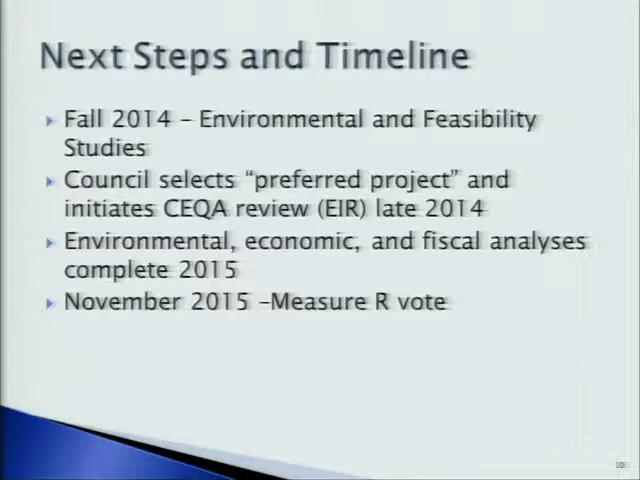 Next Steps and Timeline
Fall 2014 – Environmental and Feasibility
Studies
Council selects “preferred project” and
initiates CEQA review (EIR) late 2014
Environmental, economic, and fiscal analyses
complete 2015
November 2015 –Measure R vote
10